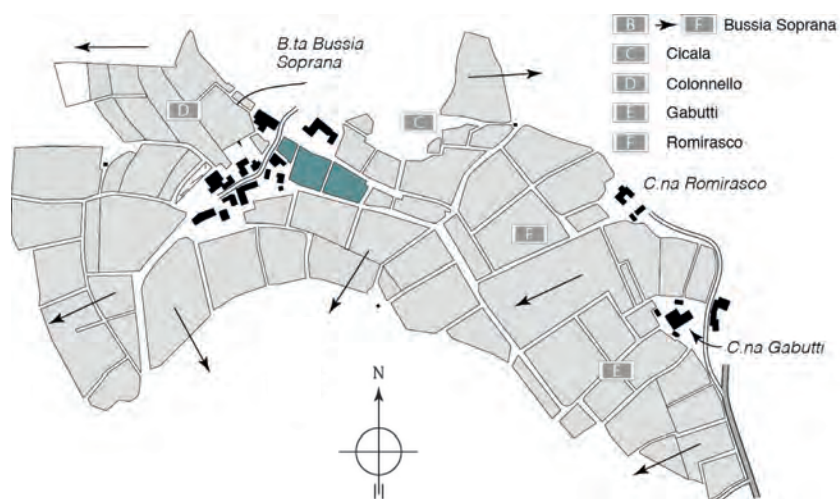 B.ta Bussia
Soprana
B → F Bussia Soprana
C Cicala
D Colonnello
E Gabutti
F Romirasco
D
C
C.na Romirasco
F
C.na Gabutti
E
N